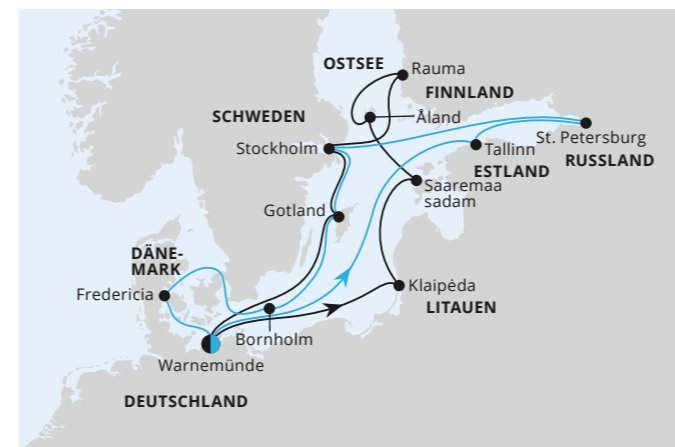 OSTSEE
Rauma
FINNLAND
SCHWEDEN
Åland
Stockholm
St. Petersburg
RUSSLAND
Tallinn
ESTLAND
Saaremaa
sadam
Gotland
DÄNE-
MARK
Fredericia
Klaipėda
LITAUEN
Bornholm
Warnemünde
DEUTSCHLAND